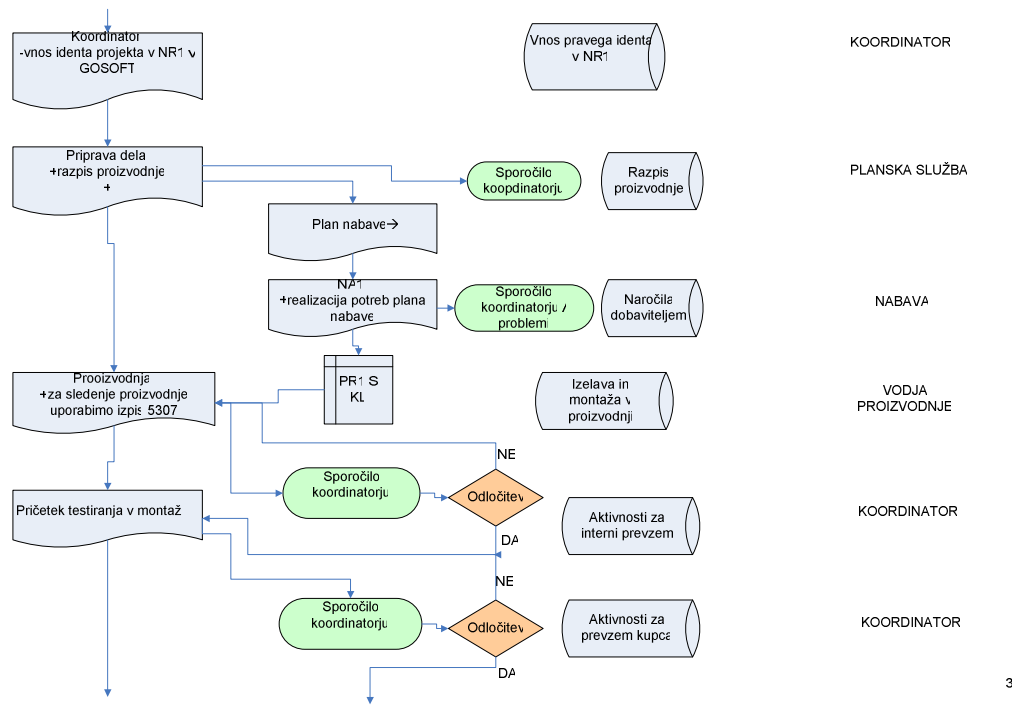 Koordinator
-vnos identa projekta v NR1 v
GOSOFT
Vnos pravega identa
v NR1
KOORDINATOR
Priprava dela
+razpis proizvodnje
+
Sporočilo
koopdinatorju
Razpis
proizvodnje
PLANSKA SLUŽBA
Plan nabave→
NA1
+realizacija potreb plana
nabave
Sporočilo
koordinatorju /
problemi
Naročila
dobaviteljem
NABAVA
PR1 S
KL
Prooizvodnja
+za sledenje proizvodnje
uporabimo izpis 5307
Izelava in
montaža v
proizvodnji
VODJA
PROIZVODNJE
NE
Sporočilo
koordinatorju
Odločitev
Pričetek testiranja v montaž
Aktivnosti za
interni prevzem
KOORDINATOR
DA
NE
Sporočilo
koordinatorju
Odločitev
Aktivnosti za
prevzem kupca
KOORDINATOR
DA
3